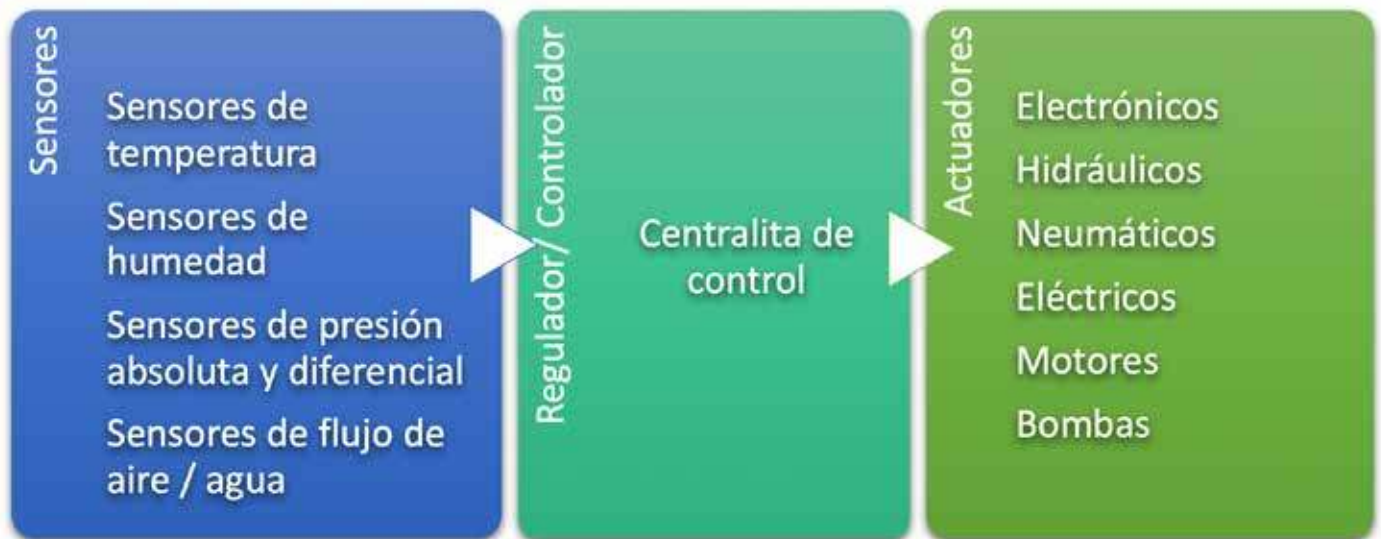 Sensores
Sensores de
temperatura
Sensores de
humedad
Sensores de presión
absoluta y diferencial
Sensores de flujo de
aire / agua
Regulador/ Controlador
Centralita de
control
Actuadores
Electrónicos
Hidráulicos
Neumáticos
Eléctricos
Motores
Bombas